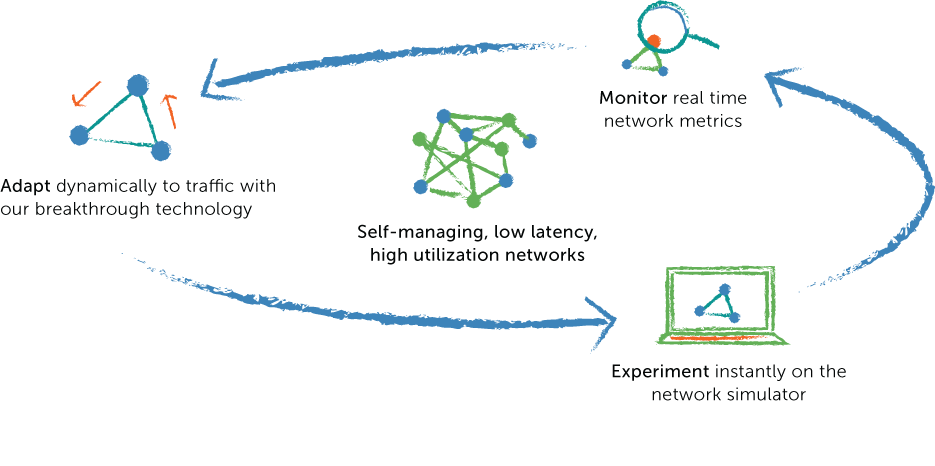 Monitor real time
network metrics
Adapt dynamically to traffic with
our breakthrough technology
Self-managing, low latency,
high utilization networks
Experiment instantly on the
network simulator